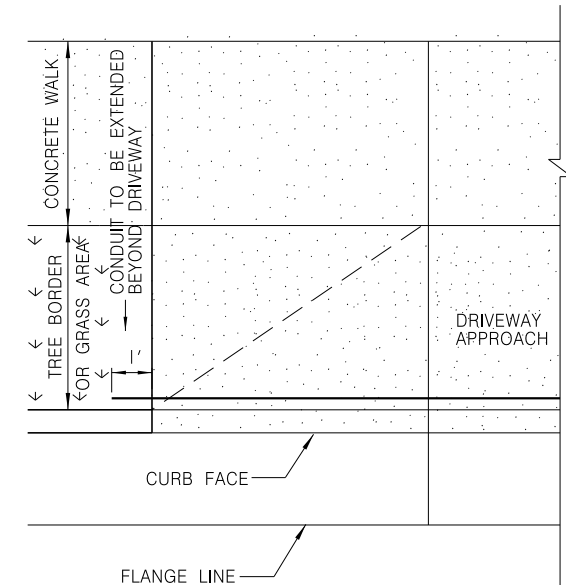 CONCRETE WALK
TREE BORDER
OR GRASS AREA
CONDUIT TO BE EXTENDED
BEYOND DRIVEWAY
1'
DRIVEWAY
APPROACH
CURB FACE
FLANGE LINE